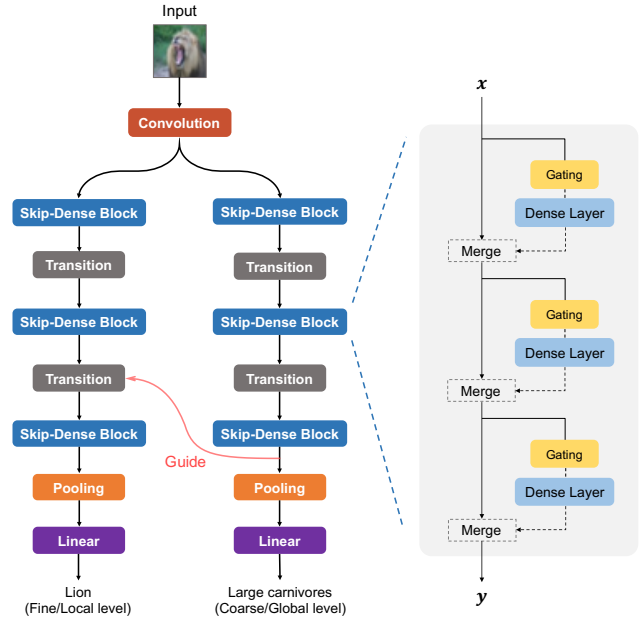 Input
Convolution
Skip-Dense Block
Transition
Skip-Dense Block
Transition
Skip-Dense Block
Pooling
Linear
Lion
(Fine/Local level)
Skip-Dense Block
Transition
Skip-Dense Block
Transition
Skip-Dense Block
Guide
Pooling
Linear
Large carnivores
(Coarse/Global level)
x
Gating
Dense Layer
Merge
Gating
Dense Layer
Merge
Gating
Dense Layer
Merge
y